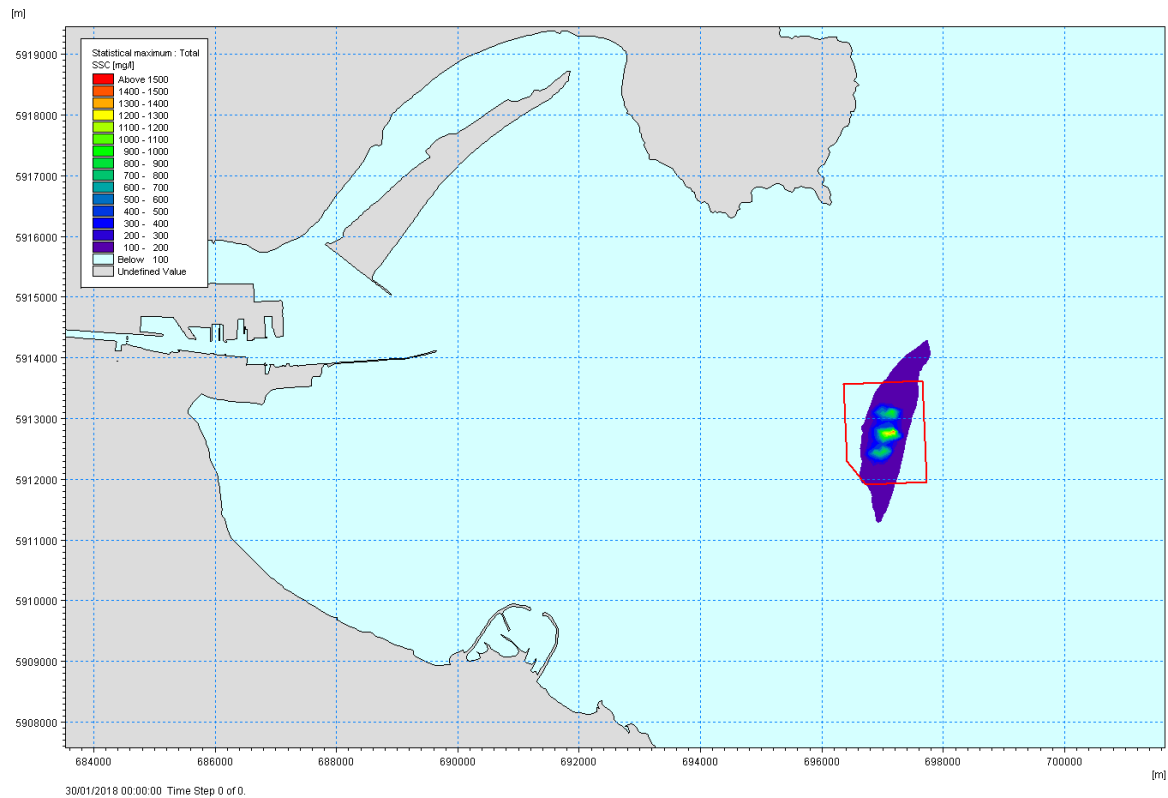 [m]
5919000
5918000
5917000
5916000
5915000
5914000
5913000
5912000
5911000
5910000
5909000
5908000
Statistical maximum : Total
SSC [mg/l]
Above 1500
1400 - 1500
1300 - 1400
1200 - 1300
1100 - 1200
1000 - 1100
900 - 1000
800 - 900
700 - 800
600 - 700
500 - 600
400 - 500
300 - 400
200 - 300
100 - 200
Below 100
Undefined Value
684000 686000 688000 690000 692000 694000 696000 698000 700000
[m]
30/01/2018 00:00:00 Time Step 0 of 0.